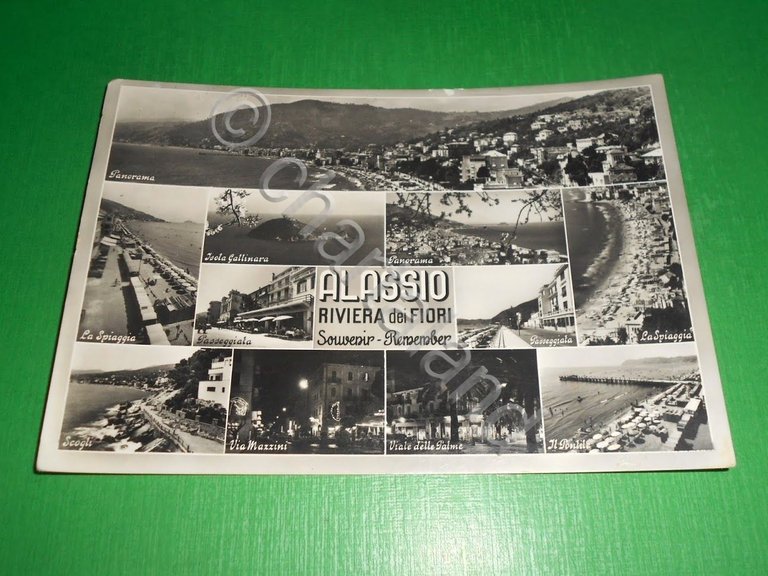 Panorama
Isola Gallinara
Panorama
La Spiaggia
La Spiaggia
Passeggiata
ALASSIO
RIVIERA dei FIORI
Souvenir - Remember
Passeggiata
Scogli
Via Mazzini
Viale delle Palme
Il Pontile